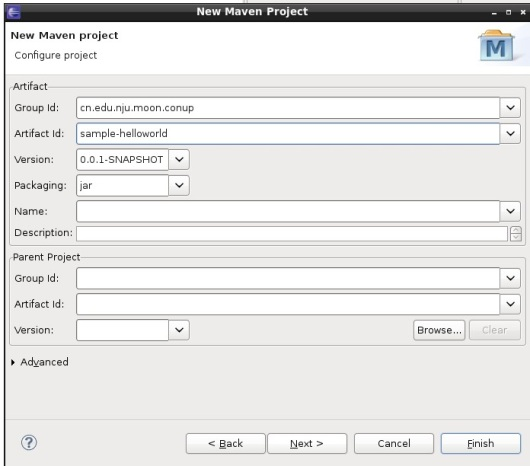 New Maven Project
New Maven project
Configure project
M
Artifact
Group Id: cn.edu.nju.moon.conup
Artifact Id: sample-helloworld
Version: 0.0.1-SNAPSHOT
Packaging: jar
Name:
Description:
Parent Project
Group Id:
Artifact Id:
Version: Browse... Clear
Advanced
? < Back Next > Cancel Finish